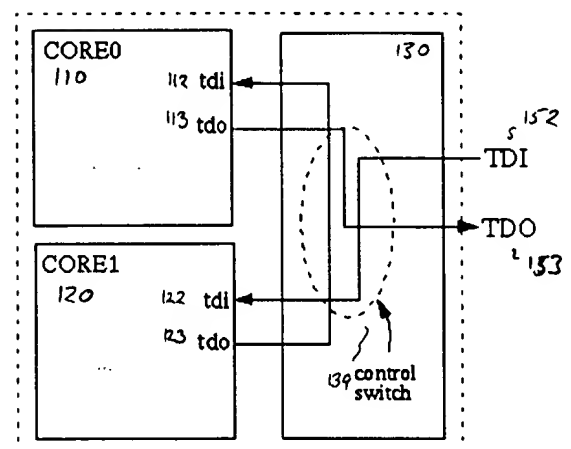 CORE0
110
130
112 tdi
113 tdo
152
TDI
TDO
153
CORE1
120
122 tdi
123 tdo
139 control
switch